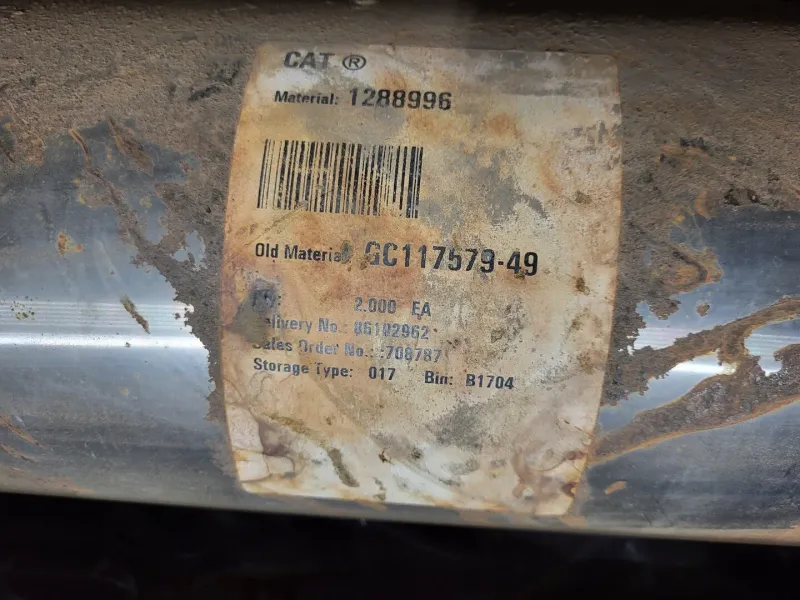 CAT ®
Material: 1288996
Old Material: GC117579-49
2.000 EA
Delivery No.: 86192962
Sales Order No.: 708787
Storage Type: 017 Bin: B1704